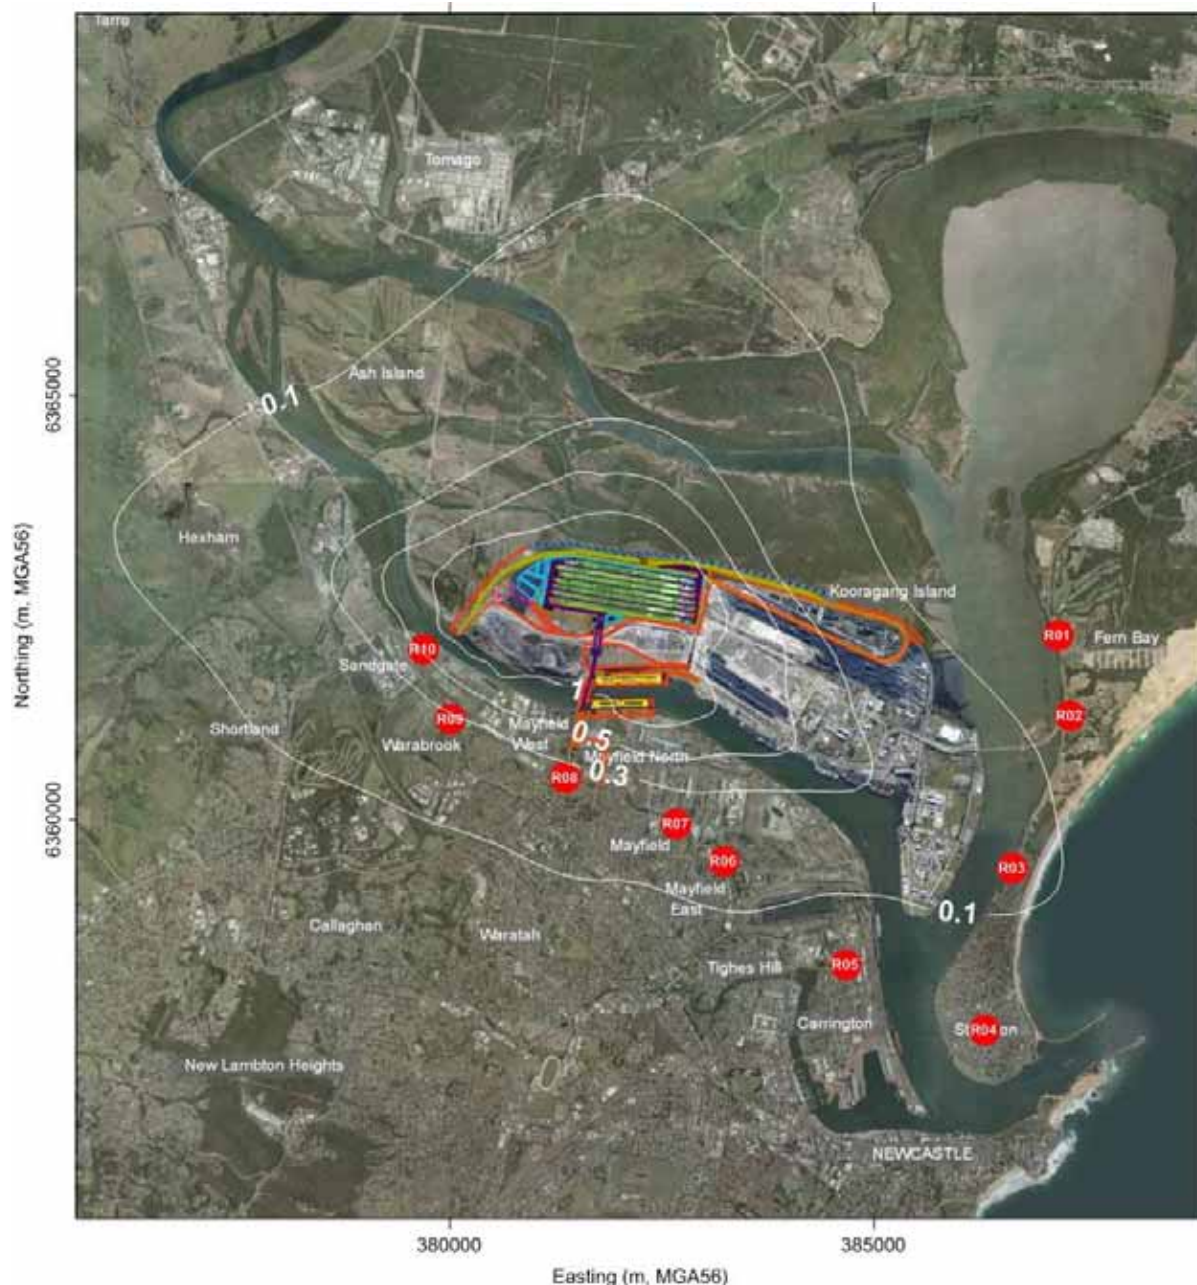 Tarro
Tomago
6365000
Ash Island
0.1
Hexham
Kooragang Island
R01
Fern Bay
R10
Sandgate
Northing (m, MGA56)
1
R02
Shortland
R09
Mayfield
West
Warabrook
0.5
Mayfield North
R08
0.3
6360000
R07
Mayfield
R06
R03
Mayfield
East
0.1
Callaghan
Waratah
Tighes Hill
R05
Carrington
R04
New Lambton Heights
NEWCASTLE
380000
385000
Easting (m, MGA56)